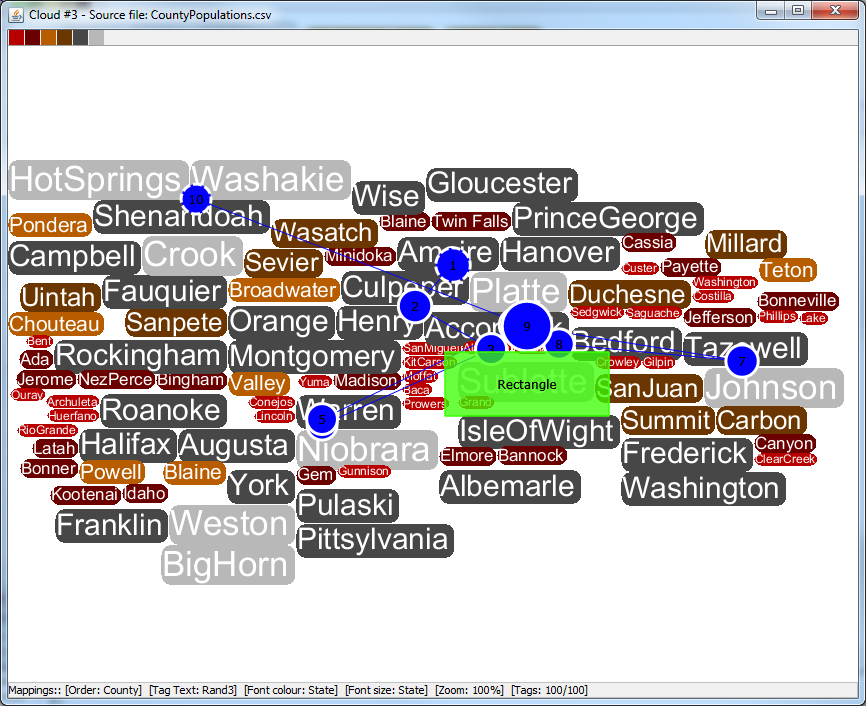 Cloud #3 - Source file: CountyPopulations.csv
HotSprings Washakie
Wise Gloucester
10
Pondera Shenandoah Blaine Twin Falls PrinceGeorge
Wasatch
Campbell Crook Sevier Minidoka Hanover Cassia Millard
1
Custer Payette Teton
Uintah Fauquier Broadwater Culpeper Platte Duchesne Washington Costilla Bonneville
2
Chouteau Sanpete Orange Henry Sedgwick Saguache Jefferson Phillips Lake
9
Bent Ada Rockingham Montgomery SanMiguel 8 Bedford Tazewell
KitCarson Crowley Gilpin 7
Jerome NezPerce Bingham Valley Yuma Madison Moffat Rectangle SanJuan Johnson
Ouray Baca
Archuleta Huerfano Roanoke Conejos Lincoln Warren Prowers Grand
5
RioGrande Summit Carbon
Latah Halifax Augusta Niobrara IsleOfWight Frederick Canyon
Bonner Powell Blaine Gem Gunnison Elmore Bannock ClearCreek
Kootenai Idaho York Albemarle Washington
Franklin Weston Pulaski
BigHorn Pittsylvania
Mappings:: [Order: County] [Tag Text: Rand3] [Font colour: State] [Font size: State] [Zoom: 100%] [Tags: 100/100]